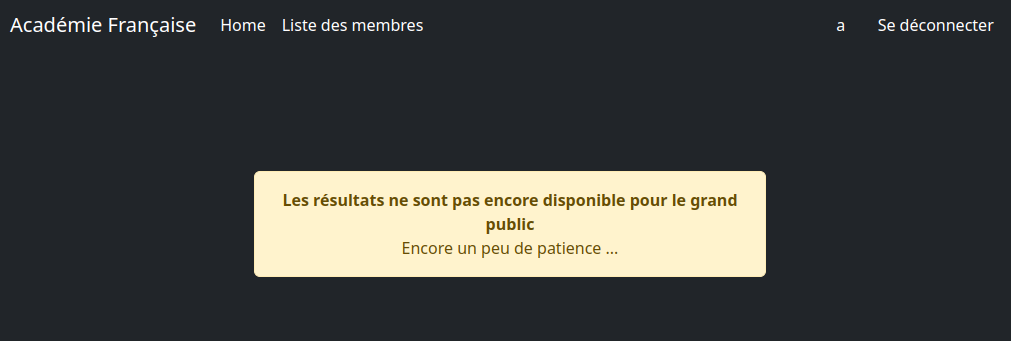 Académie Française Home Liste des membres a Se déconnecter
Les résultats ne sont pas encore disponible pour le grand
public
Encore un peu de patience ...